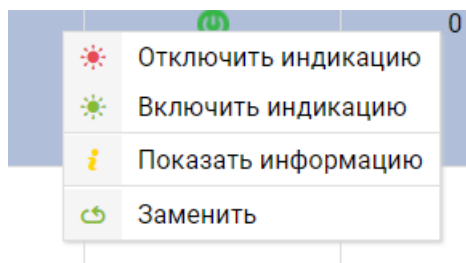 0
Отключить индикацию
Включить индикацию
Показать информацию
Заменить